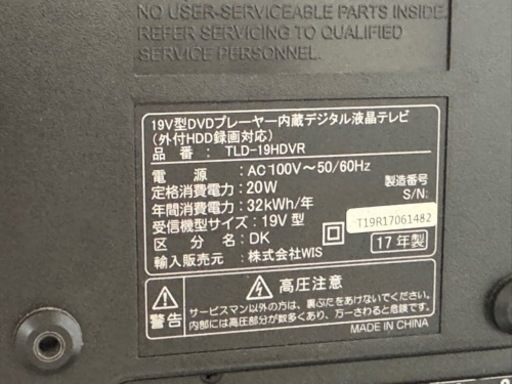 NO USER-SERVICEABLE PARTS INSIDE.
REFER SERVICING TO QUALIFIED
SERVICE PERSONNEL.
19V型DVDプレーヤー内蔵デジタル液晶テレビ
(外付HDD録画対応)
品番：TLD-19HDVR
電源：AC100V～50/60Hz
定格消費電力：20W
年間消費電力：32kWh/年
受信機型サイズ：19V型
区分名：DK
輸入販売元：株式会社WIS
製造番号
S/N:
T19R17061482
17年製
警告
高圧注意
サービスマン以外の方は、裏ぶたをあけないでください。
内部には高圧部分が数多くあり、万一さわると危険です。
MADE IN CHINA